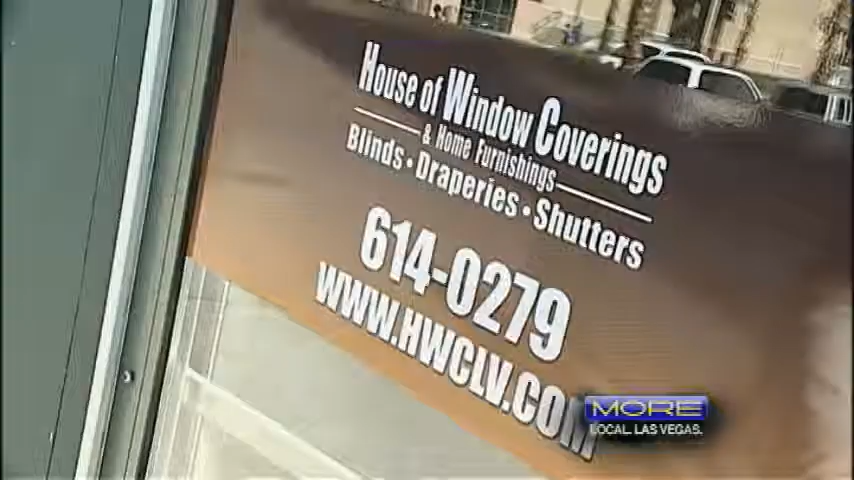 House of Window Coverings
& Home Furnishings
Blinds • Draperies • Shutters
614-0279
WWW.HWCLV.COM
MORE
LOCAL. LAS VEGAS.